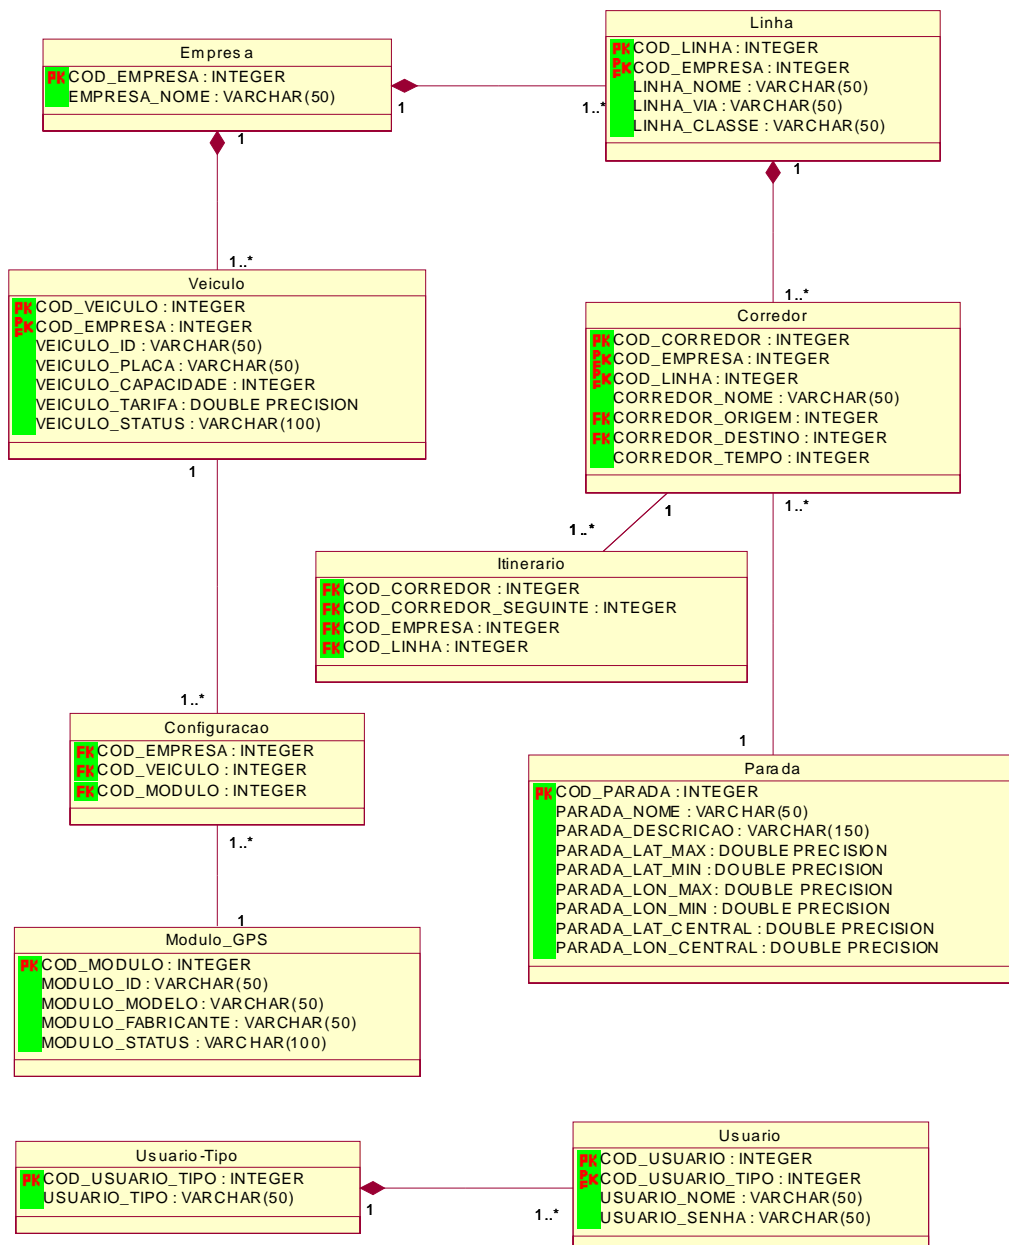 Empresa
PK COD_EMPRESA : INTEGER
EMPRESA_NOME : VARCHAR(50)
1
1
1..*
Linha
PK COD_LINHA : INTEGER
PFK COD_EMPRESA : INTEGER
LINHA_NOME : VARCHAR(50)
LINHA_VIA : VARCHAR(50)
LINHA_CLASSE : VARCHAR(50)
1
1..*
1..*
Veiculo
PK COD_VEICULO : INTEGER
PFK COD_EMPRESA : INTEGER
VEICULO_ID : VARCHAR(50)
VEICULO_PLACA : VARCHAR(50)
VEICULO_CAPACIDADE : INTEGER
VEICULO_TARIFA : DOUBLE PRECISION
VEICULO_STATUS : VARCHAR(100)
1
Corredor
PK COD_CORREDOR : INTEGER
PFK COD_EMPRESA : INTEGER
PFK COD_LINHA : INTEGER
CORREDOR_NOME : VARCHAR(50)
FK CORREDOR_ORIGEM : INTEGER
FK CORREDOR_DESTINO : INTEGER
CORREDOR_TEMPO : INTEGER
1
1..*
1..*
Itinerario
FK COD_CORREDOR : INTEGER
FK COD_CORREDOR_SEGUINTE : INTEGER
FK COD_EMPRESA : INTEGER
FK COD_LINHA : INTEGER
1..*
Configuracao
FK COD_EMPRESA : INTEGER
FK COD_VEICULO : INTEGER
FK COD_MODULO : INTEGER
1..*
1
1
Parada
PK COD_PARADA : INTEGER
PARADA_NOME : VARCHAR(50)
PARADA_DESCRICAO : VARCHAR(150)
PARADA_LAT_MAX : DOUBLE PRECISION
PARADA_LAT_MIN : DOUBLE PRECISION
PARADA_LON_MAX : DOUBLE PRECISION
PARADA_LON_MIN : DOUBLE PRECISION
PARADA_LAT_CENTRAL : DOUBLE PRECISION
PARADA_LON_CENTRAL : DOUBLE PRECISION
Modulo_GPS
PK COD_MODULO : INTEGER
MODULO_ID : VARCHAR(50)
MODULO_MODELO : VARCHAR(50)
MODULO_FABRICANTE : VARCHAR(50)
MODULO_STATUS : VARCHAR(100)
Usuario-Tipo
PK COD_USUARIO_TIPO : INTEGER
USUARIO_TIPO : VARCHAR(50)
1
1..*
Usuario
PK COD_USUARIO : INTEGER
PFK COD_USUARIO_TIPO : INTEGER
USUARIO_NOME : VARCHAR(50)
USUARIO_SENHA : VARCHAR(50)